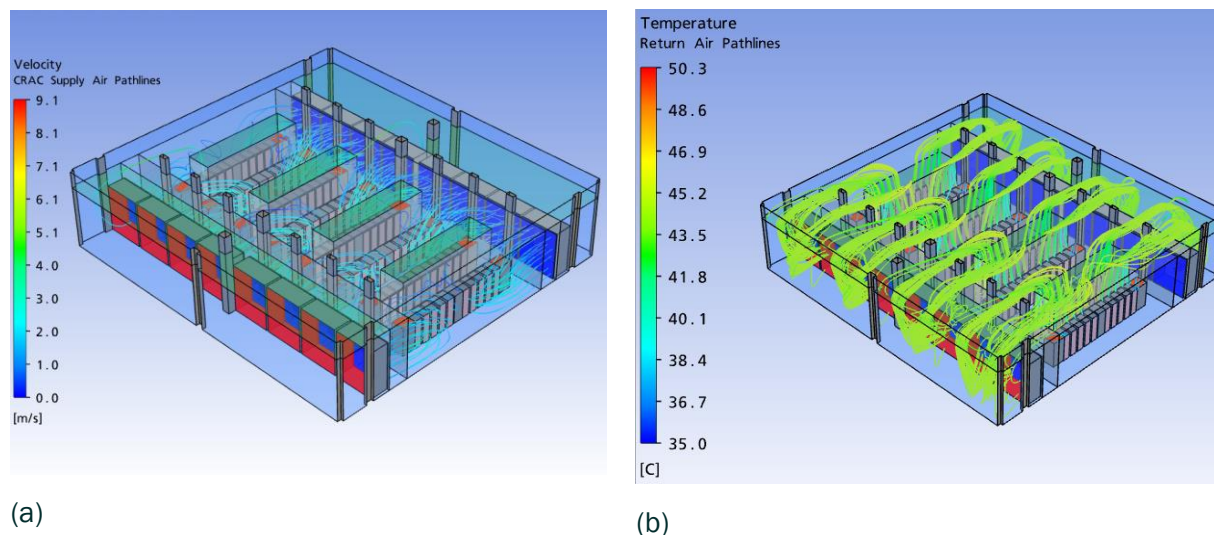 Velocity
CRAC Supply Air Pathlines
9.1
8.1
7.1
6.1
5.1
4.0
3.0
2.0
1.0
0.0
[m/s]
(a)
Temperature
Return Air Pathlines
50.3
48.6
46.9
45.2
43.5
41.8
40.1
38.4
36.7
35.0
[C]
(b)